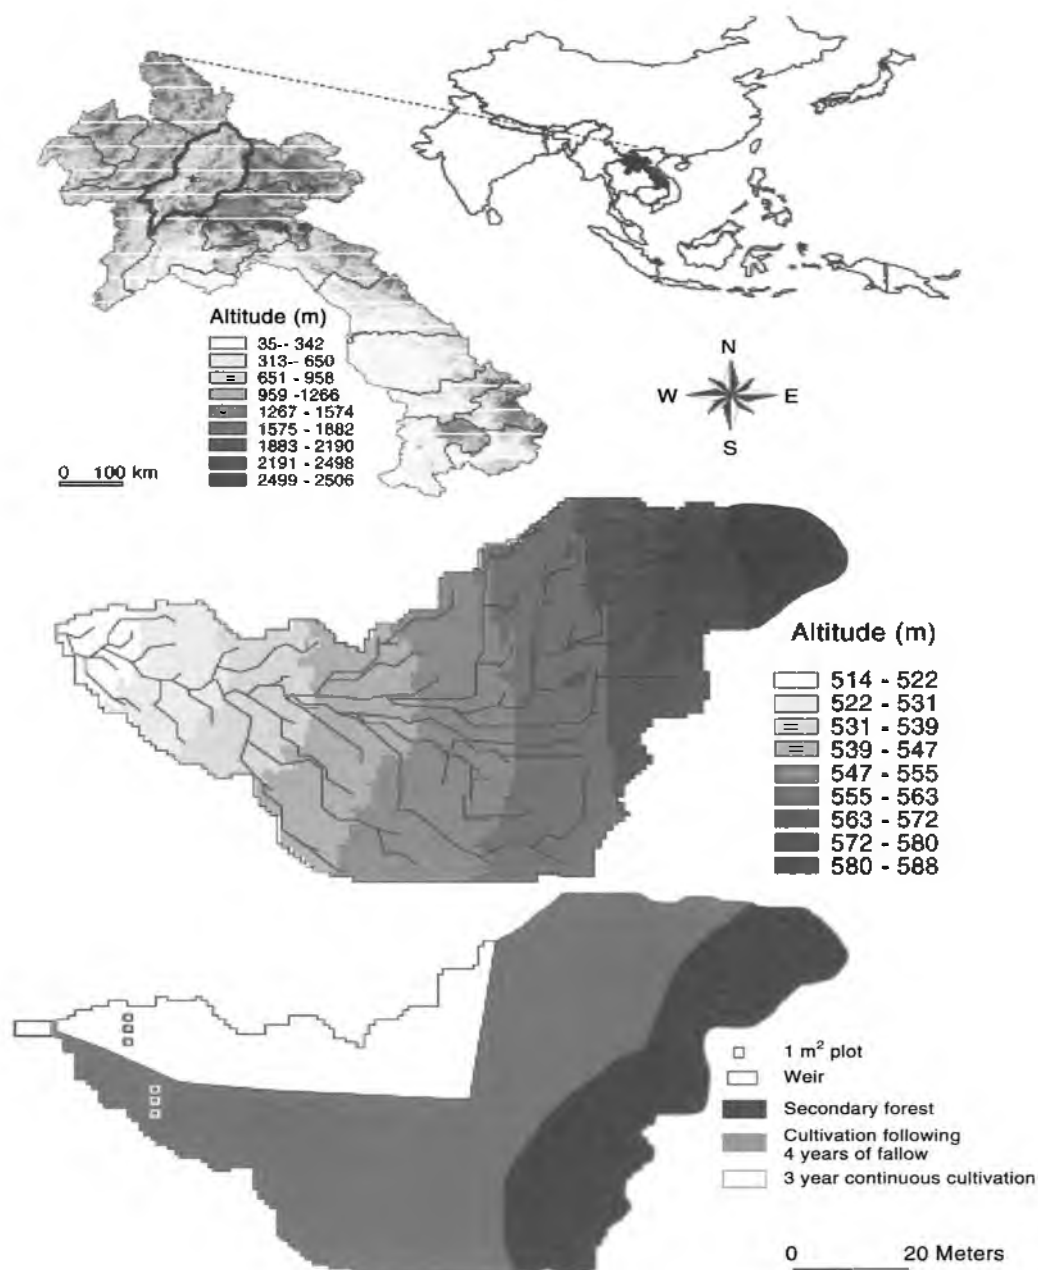 Altitude (m)
35-- 342
313-- 650
651 - 958
959 -1266
1267 - 1574
1575 - 1882
1883 - 2190
2191 - 2498
2499 - 2506
0 100 km
N
W E
S
Altitude (m)
514 - 522
522 - 531
531 - 539
539 - 547
547 - 555
555 - 563
563 - 572
572 - 580
580 - 588
1 m² plot
Weir
Secondary forest
Cultivation following
4 years of fallow
3 year continuous cultivation
0 20 Meters